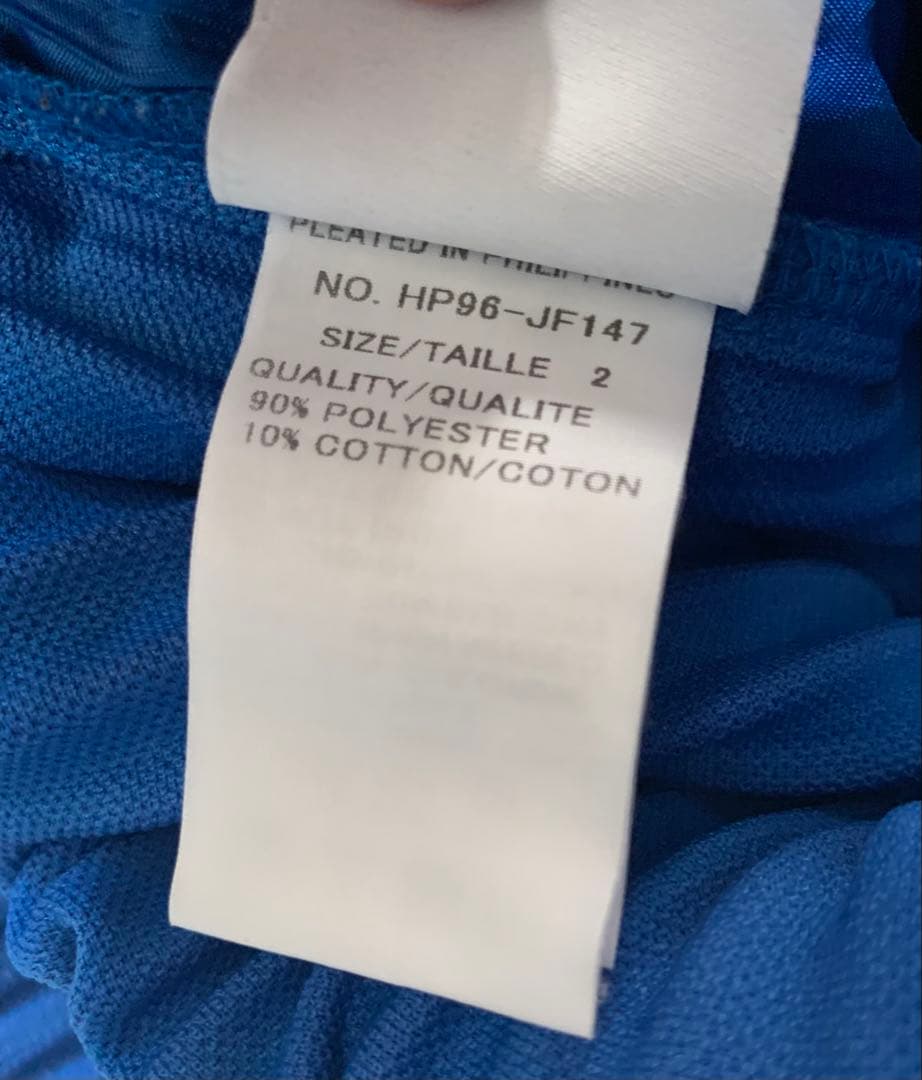 PLEATED IN PHILIPPINES
NO. HP96-JF147
SIZE/TAILLE 2
QUALITY/QUALITE
90% POLYESTER
10% COTTON/COTON